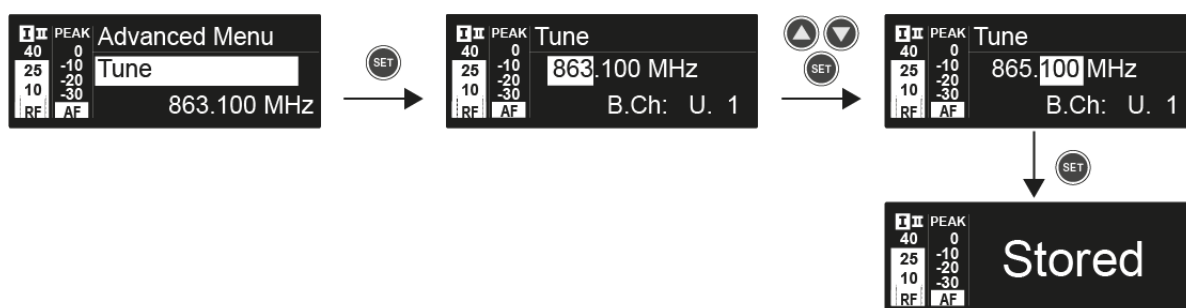 I II PEAK Advanced Menu
40 0
25 -10 Tune
-20
10 -30 863.100 MHz
RF AF
SET
I II PEAK Tune
40 0
25 -10 863.100 MHz
-20
10 -30 B.Ch: U. 1
RF AF
SET
I II PEAK Tune
40 0
25 -10 865.100 MHz
-20
10 -30 B.Ch: U. 1
RF AF
SET
I II PEAK
40 0
25 -10 Stored
-20
10 -30
RF AF